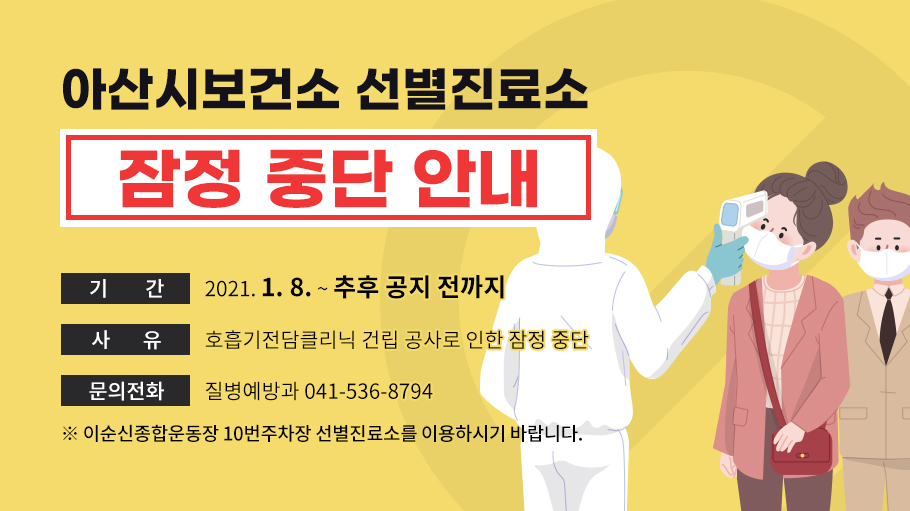 아산시보건소 선별진료소
잠정 중단 안내
기 간 2021. 1. 8. ~ 추후 공지 전까지
사 유 호흡기전담클리닉 건립 공사로 인한 잠정 중단
문의전화 질병예방과 041-536-8794
※ 이순신종합운동장 10번주차장 선별진료소를 이용하시기 바랍니다.